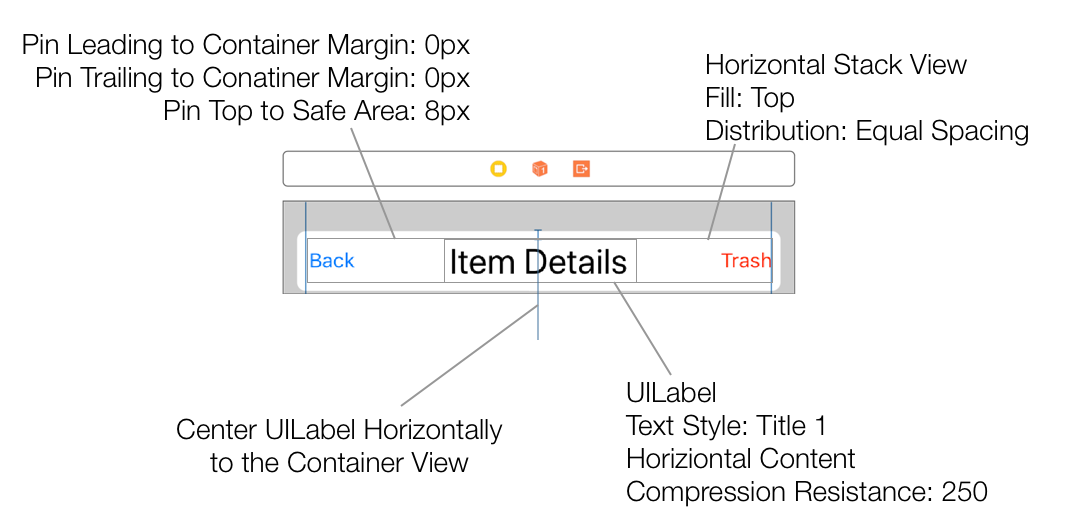 Pin Leading to Container Margin: 0px
Pin Trailing to Conatiner Margin: 0px
Pin Top to Safe Area: 8px
Horizontal Stack View
Fill: Top
Distribution: Equal Spacing
Back
Item Details
Trash
Center UILabel Horizontally
to the Container View
UILabel
Text Style: Title 1
Horiziontal Content
Compression Resistance: 250